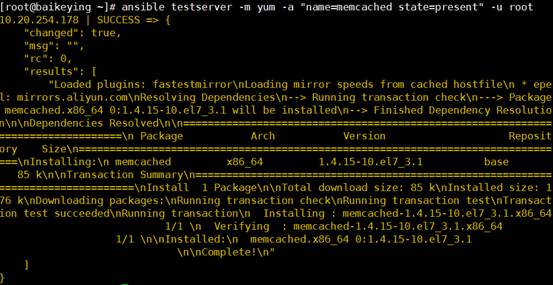 [root@baikeying ~]# ansible testserver -m yum -a "name=memcached state=present" -u root
10.20.254.178 | SUCCESS => {
    "changed": true,
    "msg": "",
    "rc": 0,
    "results": [
        "Loaded plugins: fastestmirror\nLoading mirror speeds from cached hostfile\n * epe
l: mirrors.aliyun.com\nResolving Dependencies\n--> Running transaction check\n---> Package
 memcached.x86_64 0:1.4.15-10.el7_3.1 will be installed\n--> Finished Dependency Resolutio
n\n\nDependencies Resolved\n\n========================================================
====================\n Package           Arch           Version                    Reposit
ory    Size\n==========================================================================
===\nInstalling:\n memcached         x86_64         1.4.15-10.el7_3.1          base
   85 k\n\nTransaction Summary\n======================================================
======================\nInstall  1 Package\n\nTotal download size: 85 k\nInstalled size: 1
76 k\nDownloading packages:\nRunning transaction check\nRunning transaction test\nTransact
ion test succeeded\nRunning transaction\n  Installing : memcached-1.4.15-10.el7_3.1.x86_64
                           1/1 \n  Verifying  : memcached-1.4.15-10.el7_3.1.x86_64
                   1/1 \n\nInstalled:\n  memcached.x86_64 0:1.4.15-10.el7_3.1
                             \n\nComplete!\n"
    ]
}